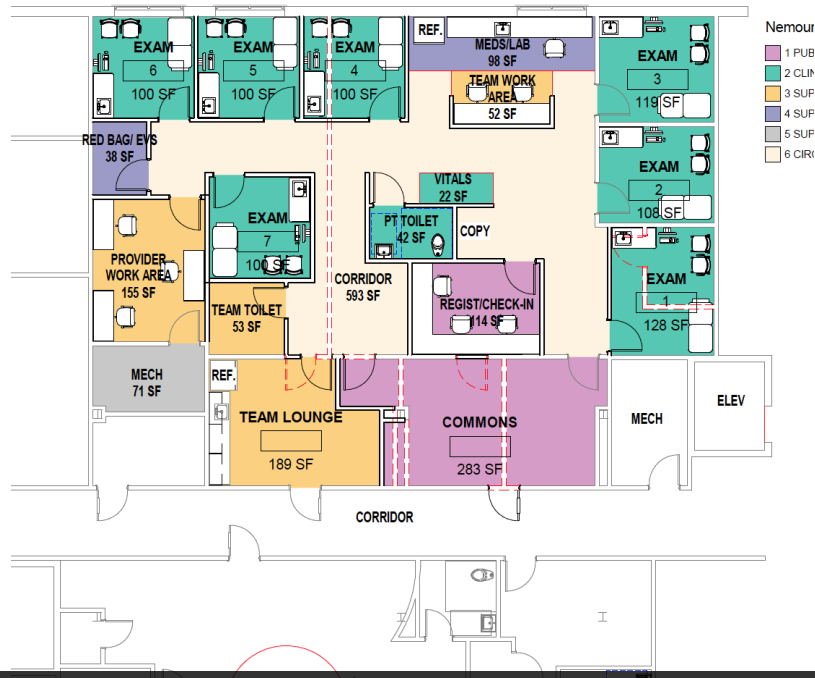 EXAM
6
100 SF
EXAM
5
100 SF
EXAM
4
100 SF
REF.
MEDS/LAB
98 SF
TEAM WORK
AREA
52 SF
EXAM
3
119 SF
Nemour
1 PUB
2 CLIN
3 SUP
4 SUP
5 SUP
6 CIRC
RED BAG/ EVS
38 SF
EXAM
2
108 SF
VITALS
22 SF
EXAM
7
100 SF
PT TOILET
42 SF
COPY
PROVIDER
WORK AREA
155 SF
CORRIDOR
593 SF
EXAM
1
128 SF
TEAM TOILET
53 SF
REGIST/CHECK-IN
114 SF
MECH
71 SF
REF.
TEAM LOUNGE
189 SF
COMMONS
283 SF
MECH
ELEV
CORRIDOR